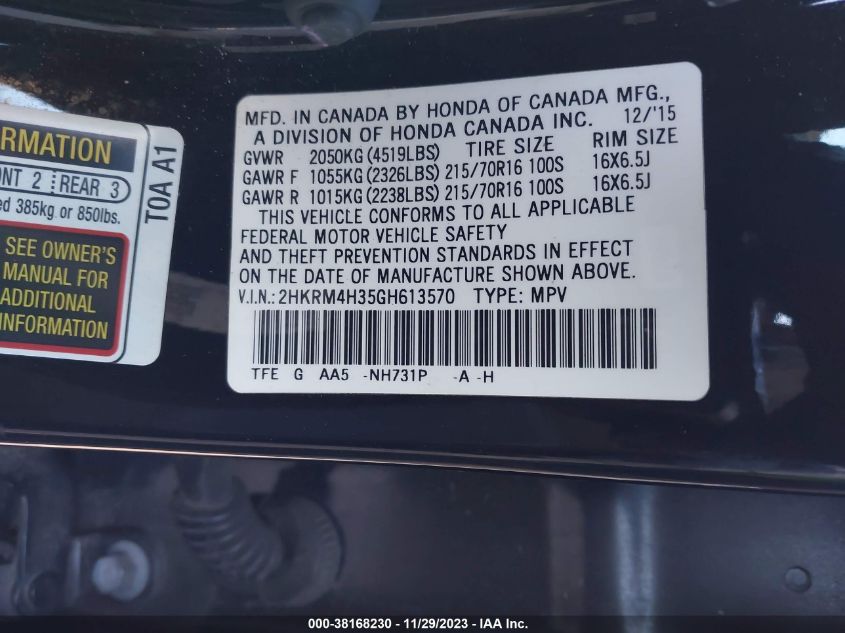 RMATION
ONT 2 REAR 3
ed 385kg or 850lbs.
SEE OWNER'S
MANUAL FOR
ADDITIONAL
INFORMATION
T0A A1
MFD. IN CANADA BY HONDA OF CANADA MFG.,
A DIVISION OF HONDA CANADA INC. 12/'15
GVWR 2050KG (4519LBS) TIRE SIZE RIM SIZE
GAWR F 1055KG (2326LBS) 215/70R16 100S 16X6.5J
GAWR R 1015KG (2238LBS) 215/70R16 100S 16X6.5J
THIS VEHICLE CONFORMS TO ALL APPLICABLE
FEDERAL MOTOR VEHICLE SAFETY
AND THEFT PREVENTION STANDARDS IN EFFECT
ON THE DATE OF MANUFACTURE SHOWN ABOVE.
V.I.N.: 2HKRM4H35GH613570 TYPE: MPV
TFE G AA5 -NH731P -A -H
000-38168230 - 11/29/2023 - IAA Inc.